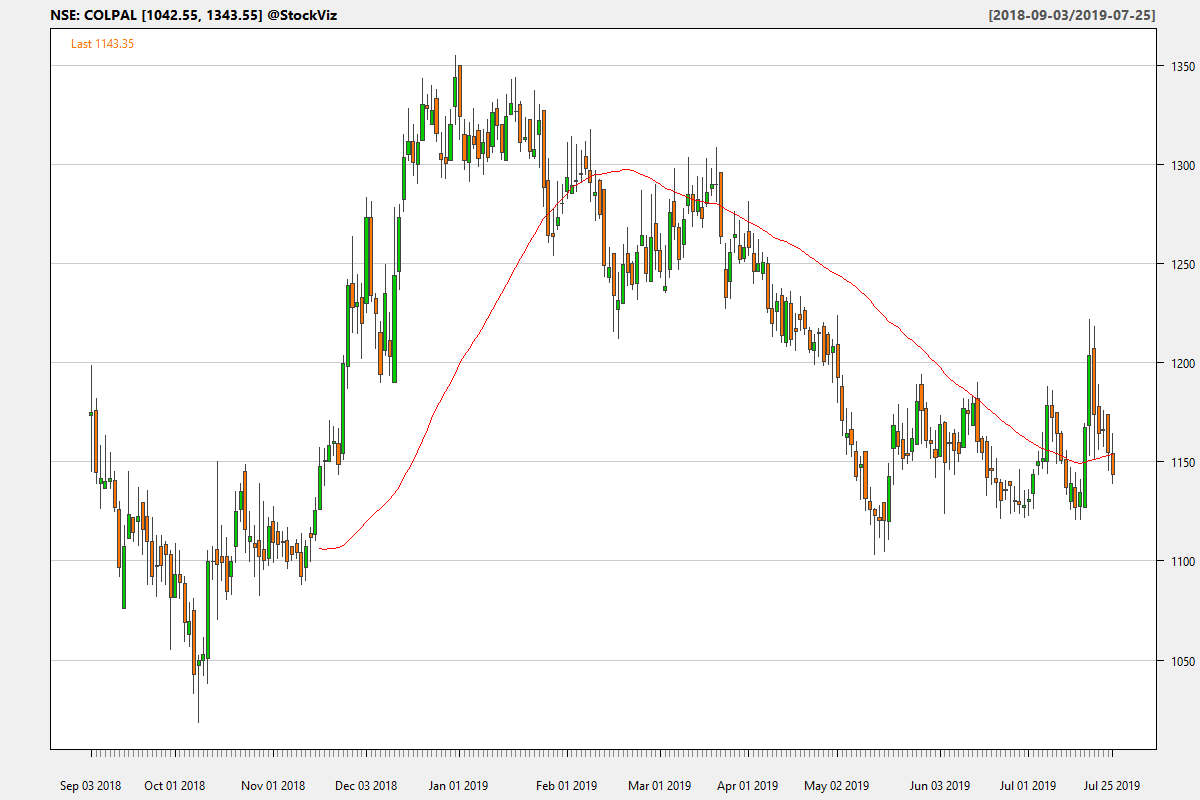 NSE: COLPAL [1042.55, 1343.55] @StockViz
[2018-09-03/2019-07-25]
Last 1143.35
1350
1300
1250
1200
1150
1100
1050
Sep 03 2018
Oct 01 2018
Nov 01 2018
Dec 03 2018
Jan 01 2019
Feb 01 2019
Mar 01 2019
Apr 01 2019
May 02 2019
Jun 03 2019
Jul 01 2019
Jul 25 2019